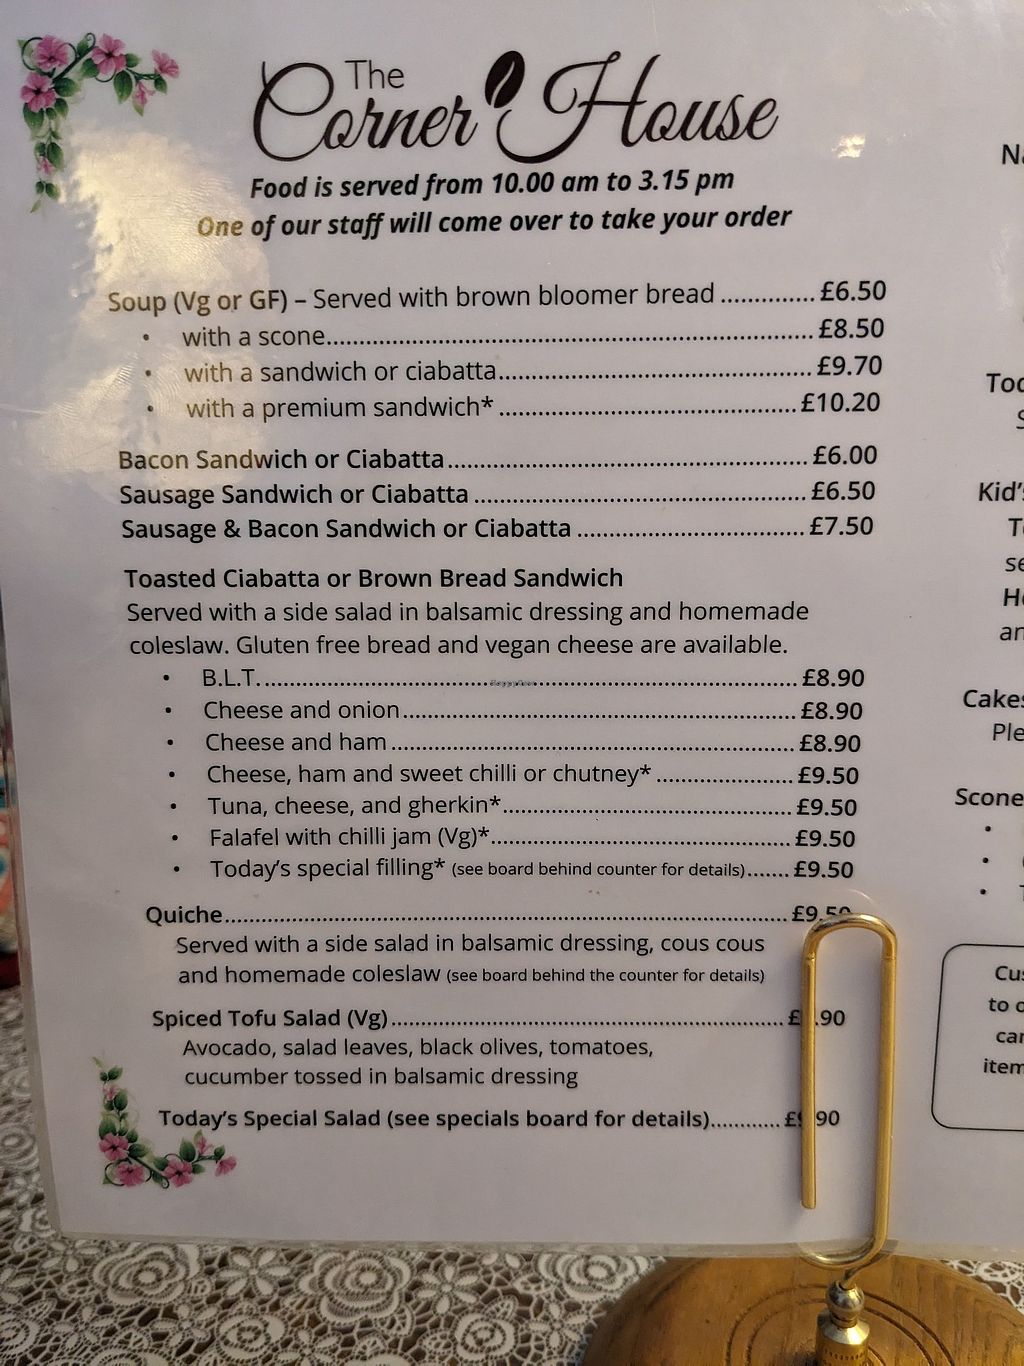 The
Corner House
Food is served from 10.00 am to 3.15 pm
One of our staff will come over to take your order
Soup (Vg or GF) – Served with brown bloomer bread ............. £6.50
• with a scone............ £8.50
• with a sandwich or ciabatta............ £9.70
• with a premium sandwich* ............ £10.20
Bacon Sandwich or Ciabatta............ £6.00
Sausage Sandwich or Ciabatta ............ £6.50
Sausage & Bacon Sandwich or Ciabatta ............ £7.50
Toasted Ciabatta or Brown Bread Sandwich
Served with a side salad in balsamic dressing and homemade
coleslaw. Gluten free bread and vegan cheese are available.
• B.L.T............. £8.90
• Cheese and onion............ £8.90
• Cheese and ham ............ £8.90
• Cheese, ham and sweet chilli or chutney* ............ £9.50
• Tuna, cheese, and gherkin*............ £9.50
• Falafel with chilli jam (Vg)*............ £9.50
• Today's special filling* (see board behind counter for details)....... £9.50
Quiche............ £9.50
Served with a side salad in balsamic dressing, cous cous
and homemade coleslaw (see board behind the counter for details)
Spiced Tofu Salad (Vg)............ £ .90
Avocado, salad leaves, black olives, tomatoes,
cucumber tossed in balsamic dressing
Today's Special Salad (see specials board for details)............ £ 90
Kid's
Cakes
to